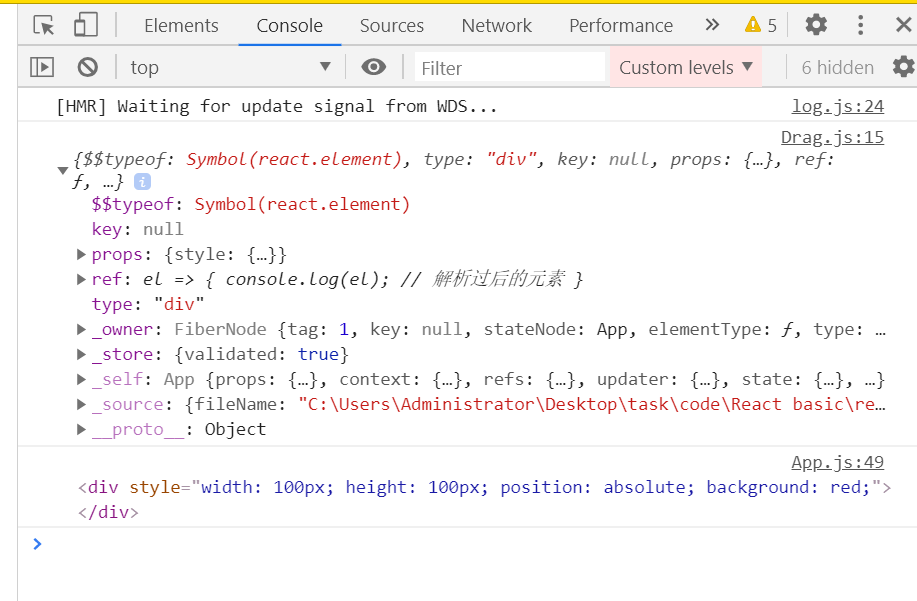 Elements Console Sources Network Performance » 5
top ▼ Filter Custom levels ▼ 6 hidden
[HMR] Waiting for update signal from WDS... log.js:24
Drag.js:15
{$$typeof: Symbol(react.element), type: "div", key: null, props: {…}, ref:
ƒ, …} i
$$typeof: Symbol(react.element)
key: null
props: {style: {…}}
ref: el => { console.log(el); // 解析过后的元素 }
type: "div"
_owner: FiberNode {tag: 1, key: null, stateNode: App, elementType: ƒ, type: …
_store: {validated: true}
_self: App {props: {…}, context: {…}, refs: {…}, updater: {…}, state: {…}, …}
_source: {fileName: "C:\Users\Administrator\Desktop\task\code\React basic\re…
__proto__: Object
App.js:49
<div style="width: 100px; height: 100px; position: absolute; background: red;">
</div>